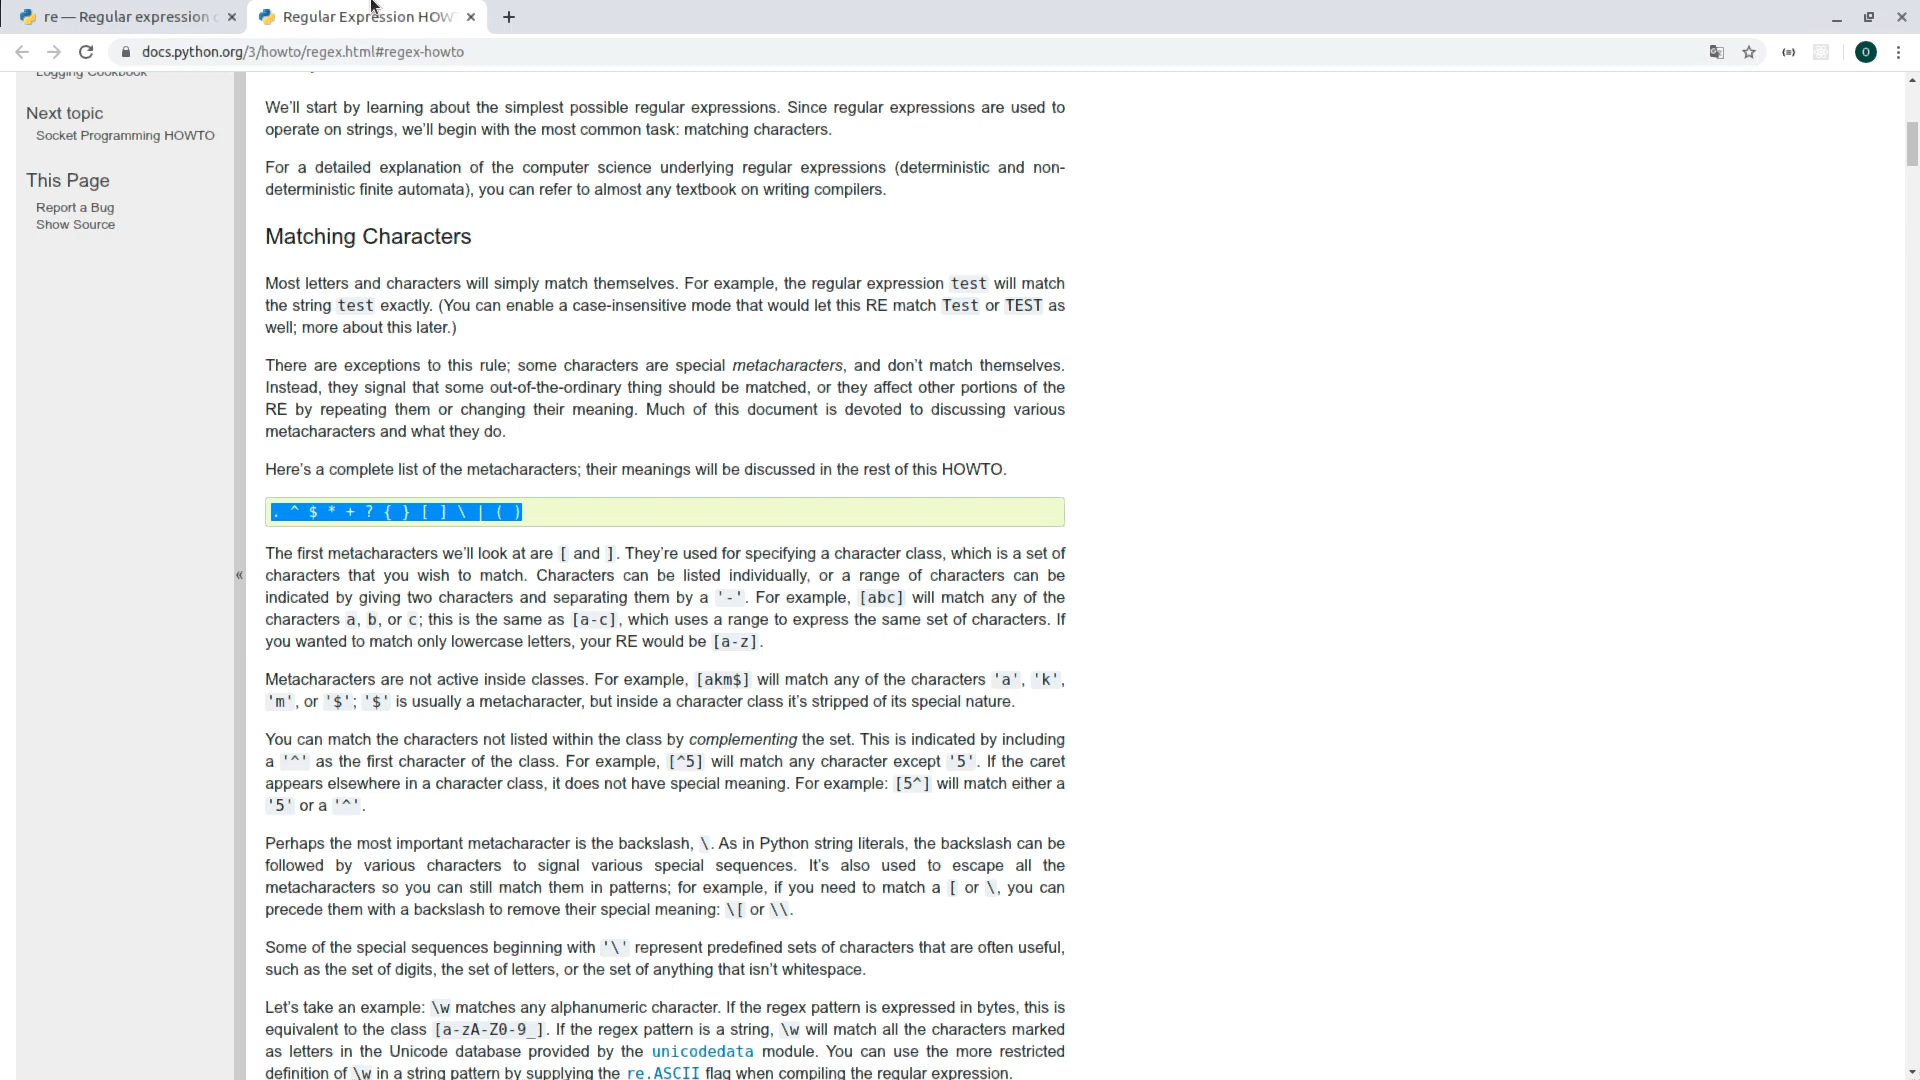 re — Regular expression o
Regular Expression HOW
docs.python.org/3/howto/regex.html#regex-howto
O
Logging Cookbook
Next topic
Socket Programming HOWTO
This Page
Report a Bug
Show Source
«
We’ll start by learning about the simplest possible regular expressions. Since regular expressions are used to
operate on strings, we’ll begin with the most common task: matching characters.
For a detailed explanation of the computer science underlying regular expressions (deterministic and non-
deterministic finite automata), you can refer to almost any textbook on writing compilers.
Matching Characters
Most letters and characters will simply match themselves. For example, the regular expression test will match
the string test exactly. (You can enable a case-insensitive mode that would let this RE match Test or TEST as
well; more about this later.)
There are exceptions to this rule; some characters are special metacharacters, and don’t match themselves.
Instead, they signal that some out-of-the-ordinary thing should be matched, or they affect other portions of the
RE by repeating them or changing their meaning. Much of this document is devoted to discussing various
metacharacters and what they do.
Here’s a complete list of the metacharacters; their meanings will be discussed in the rest of this HOWTO.
. ^ $ * + ? { } [ ] \ | ( )
The first metacharacters we’ll look at are [ and ]. They’re used for specifying a character class, which is a set of
characters that you wish to match. Characters can be listed individually, or a range of characters can be
indicated by giving two characters and separating them by a '-'. For example, [abc] will match any of the
characters a, b, or c; this is the same as [a-c], which uses a range to express the same set of characters. If
you wanted to match only lowercase letters, your RE would be [a-z].
Metacharacters are not active inside classes. For example, [akm$] will match any of the characters 'a', 'k',
'm', or '$'; '$' is usually a metacharacter, but inside a character class it’s stripped of its special nature.
You can match the characters not listed within the class by complementing the set. This is indicated by including
a '^' as the first character of the class. For example, [^5] will match any character except '5'. If the caret
appears elsewhere in a character class, it does not have special meaning. For example: [5^] will match either a
'5' or a '^'.
Perhaps the most important metacharacter is the backslash, \. As in Python string literals, the backslash can be
followed by various characters to signal various special sequences. It’s also used to escape all the
metacharacters so you can still match them in patterns; for example, if you need to match a [ or \, you can
precede them with a backslash to remove their special meaning: \[ or \\.
Some of the special sequences beginning with '\' represent predefined sets of characters that are often useful,
such as the set of digits, the set of letters, or the set of anything that isn’t whitespace.
Let’s take an example: \w matches any alphanumeric character. If the regex pattern is expressed in bytes, this is
equivalent to the class [a-zA-Z0-9_]. If the regex pattern is a string, \w will match all the characters marked
as letters in the Unicode database provided by the unicodedata module. You can use the more restricted
definition of \w in a string pattern by supplying the re.ASCII flag when compiling the regular expression.